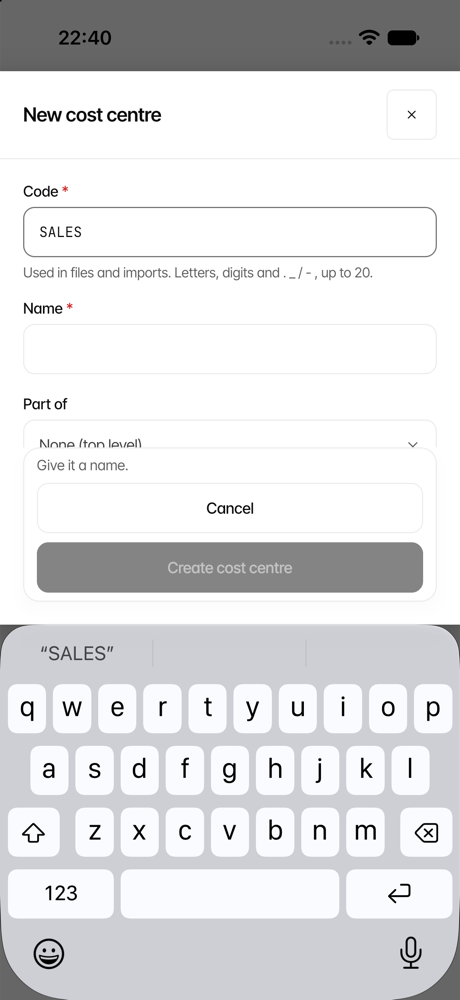 22:40
New cost centre
×
Code *
SALES
Used in files and imports. Letters, digits and . _ / - , up to 20.
Name *
Part of
None (top level)
Give it a name.
Cancel
Create cost centre
“SALES”
q w e r t y u i o p
a s d f g h j k l
z x c v b n m
123